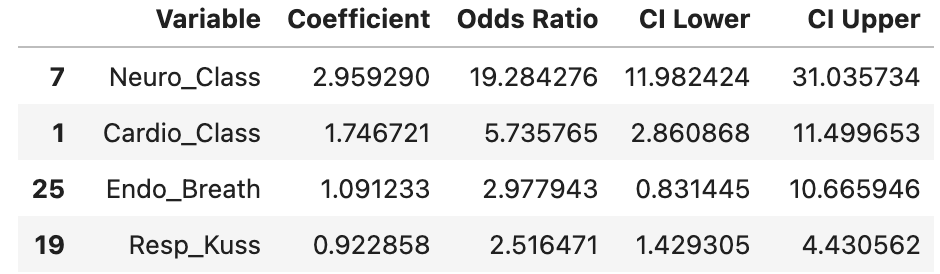 Variable Coefficient Odds Ratio CI Lower CI Upper
7 Neuro_Class 2.959290 19.284276 11.982424 31.035734
1 Cardio_Class 1.746721 5.735765 2.860868 11.499653
25 Endo_Breath 1.091233 2.977943 0.831445 10.665946
19 Resp_Kuss 0.922858 2.516471 1.429305 4.430562